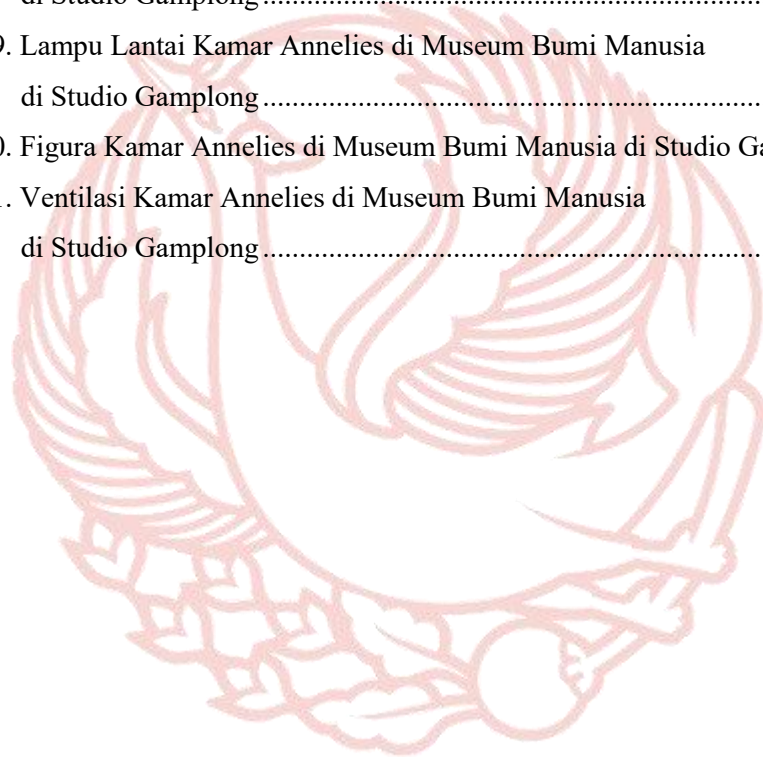 di Studio Gamplong...................................................................
9. Lampu Lantai Kamar Annelies di Museum Bumi Manusia
di Studio Gamplong...................................................................
0. Figura Kamar Annelies di Museum Bumi Manusia di Studio Ga
. Ventilasi Kamar Annelies di Museum Bumi Manusia
di Studio Gamplong...................................................................